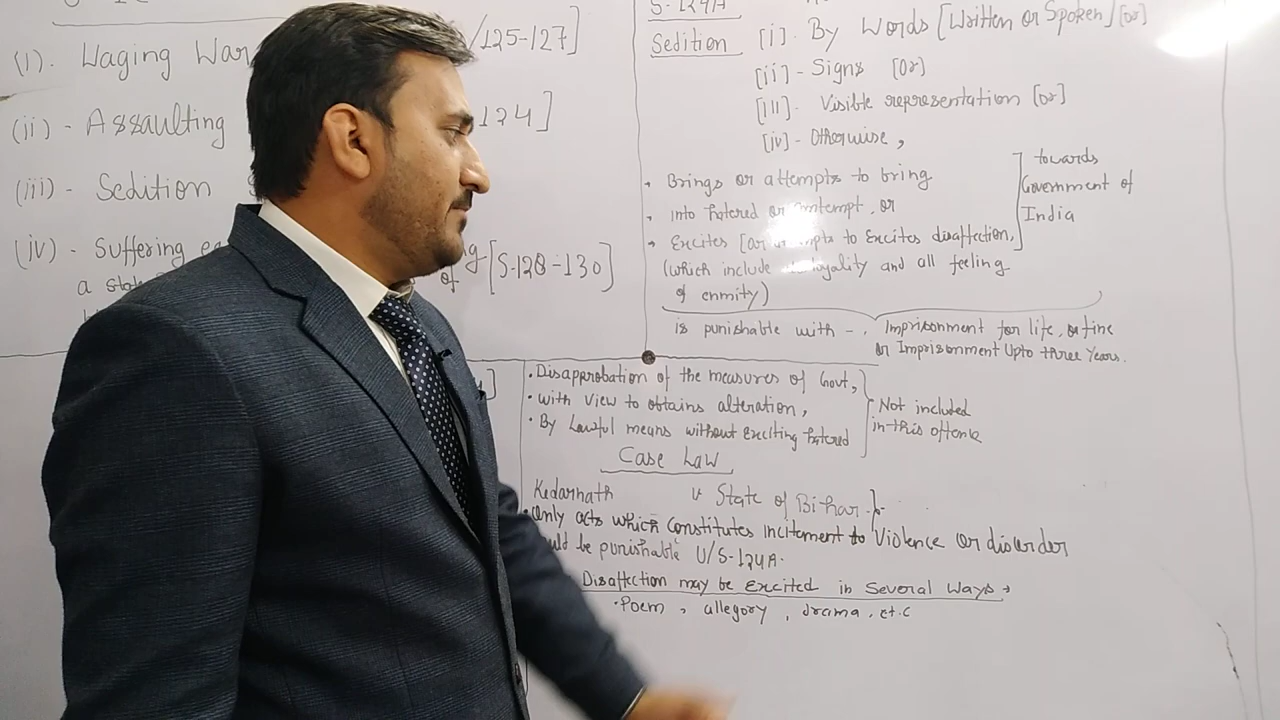 (i). Waging War /125-127]
(ii) - Assaulting 124]
(iii) - Sedition
(iv) - Suffering of [S-128-130]
a state
S-124A
Sedition
[i]. By Words [Written or Spoken] [or]
[ii] - Signs [or]
[iii]. Visible representation [or]
[iv]- Otherwise,
Brings or attempts to bring
into hatered or contempt, or
Excites [or to Excites disaffection,
(which include and all feeling
of enmity)
towards
Government of
India
is punishable with - . Imprisonment for life, or fine
or Imprisonment Upto three Years.
• Disapprobation of the measures of Govt,
• with view to obtains alteration,
• By Lawful means without Exciting hatered
Not included
in-this offence
Case Law
Kedarnath v State of Bihar
• Only acts which constitutes incitement to Violence or disorder
be punishable U/S-124A.
Disaffection may be excited in Several Ways →
• Poem , allegory , drama , et.c